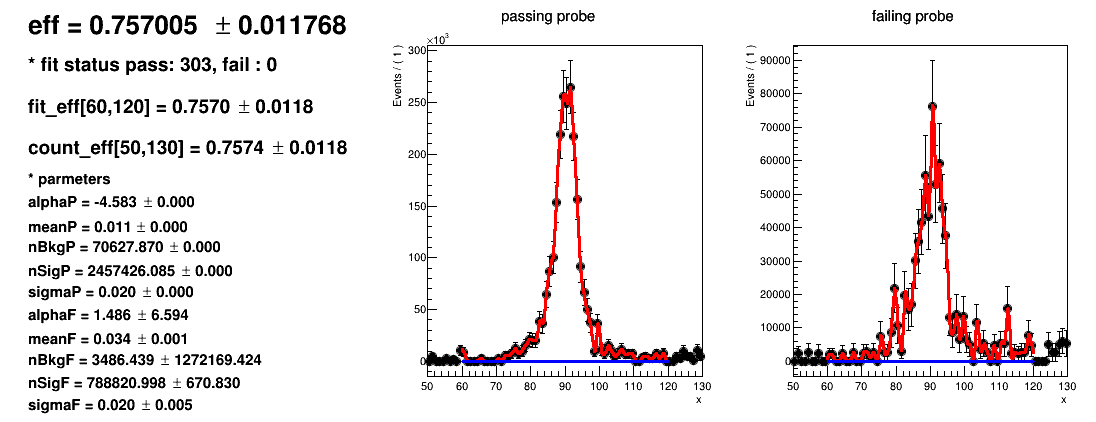 eff = 0.757005 ± 0.011768
* fit status pass: 303, fail : 0
fit_eff[60,120] = 0.7570 ± 0.0118
count_eff[50,130] = 0.7574 ± 0.0118
* parmeters
alphaP = -4.583 ± 0.000
meanP = 0.011 ± 0.000
nBkgP = 70627.870 ± 0.000
nSigP = 2457426.085 ± 0.000
sigmaP = 0.020 ± 0.000
alphaF = 1.486 ± 6.594
meanF = 0.034 ± 0.001
nBkgF = 3486.439 ± 1272169.424
nSigF = 788820.998 ± 670.830
sigmaF = 0.020 ± 0.005
passing probe
×10³
Events / ( 1 )
300
250
200
150
100
50
0
50 60 70 80 90 100 110 120 130
x
failing probe
Events / ( 1 )
90000
80000
70000
60000
50000
40000
30000
20000
10000
0
50 60 70 80 90 100 110 120 130
x